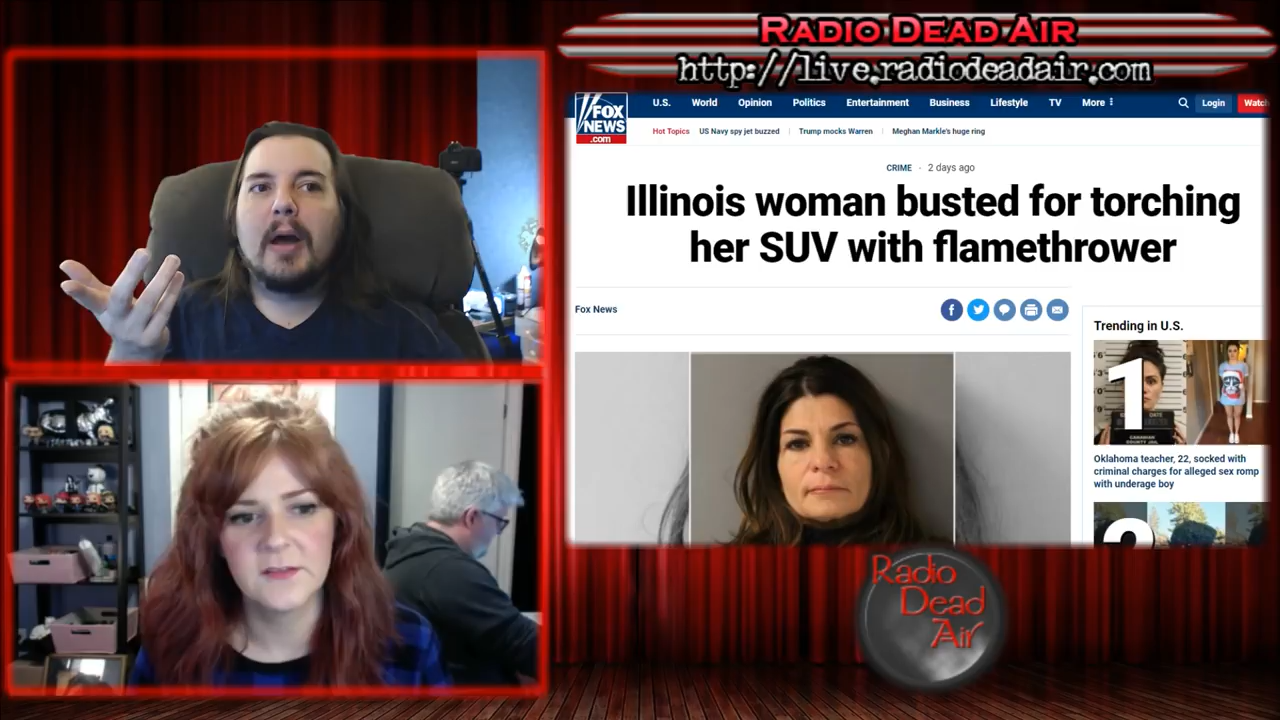 RADIO DEAD AIR
http://live.radiodeadair.com
FOX
NEWS
.com
U.S. World Opinion Politics Entertainment Business Lifestyle TV More Login Watch
Hot Topics US Navy spy jet buzzed Trump mocks Warren Meghan Markle's huge ring
CRIME · 2 days ago
Illinois woman busted for torching
her SUV with flamethrower
Fox News
Trending in U.S.
1
DATE
Oklahoma teacher, 22, socked with
criminal charges for alleged sex romp
with underage boy
2
Radio
Dead
Air